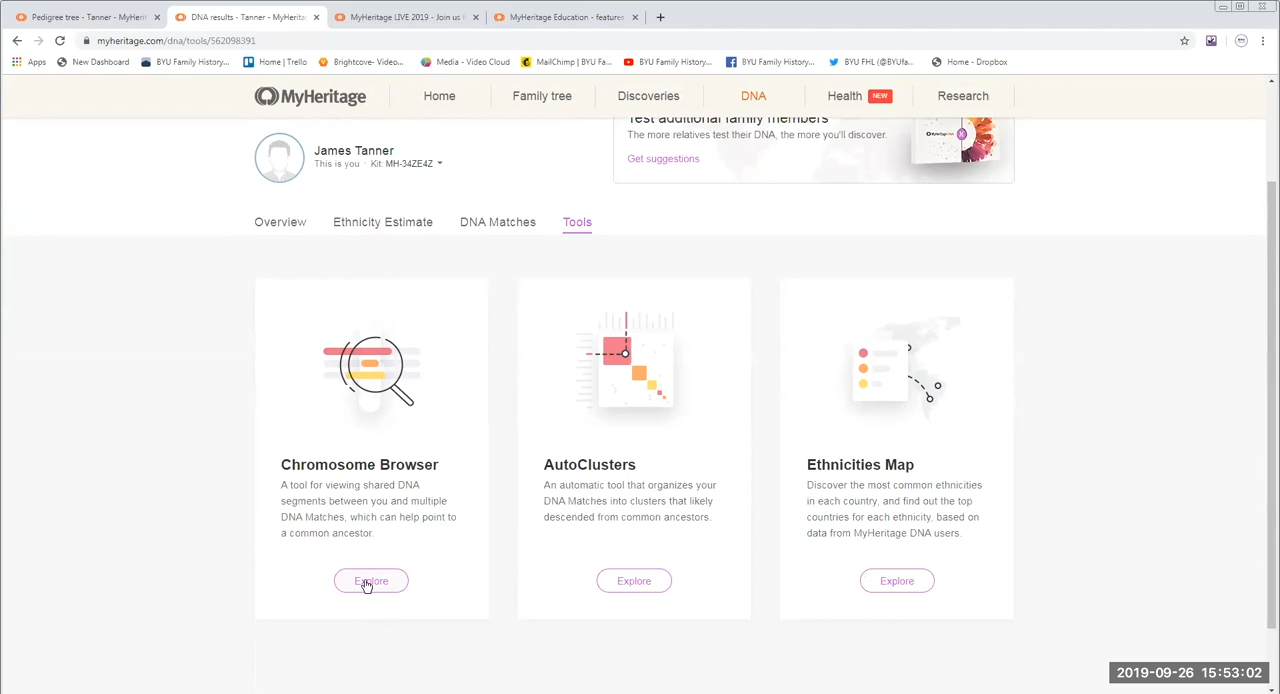 Pedigree tree - Tanner - MyHerit
DNA results - Tanner - MyHerita
MyHeritage LIVE 2019 - Join us
MyHeritage Education - features
myheritage.com/dna/tools/562098391
Apps
New Dashboard
BYU Family History...
Home | Trello
Brightcove- Video...
Media - Video Cloud
MailChimp | BYU Fa...
BYU Family History...
BYU Family History...
BYU FHL (@BYUfa...
Home - Dropbox
MyHeritage
Home
Family tree
Discoveries
DNA
Health NEW
Research
James Tanner
This is you · Kit: MH-34ZE4Z
Test additional family members
The more relatives test their DNA, the more you'll discover.
Get suggestions
Overview
Ethnicity Estimate
DNA Matches
Tools
Chromosome Browser
A tool for viewing shared DNA
segments between you and multiple
DNA Matches, which can help point to
a common ancestor.
Explore
AutoClusters
An automatic tool that organizes your
DNA Matches into clusters that likely
descended from common ancestors.
Explore
Ethnicities Map
Discover the most common ethnicities
in each country, and find out the top
countries for each ethnicity, based on
data from MyHeritage DNA users.
Explore
2019-09-26 15:53:02